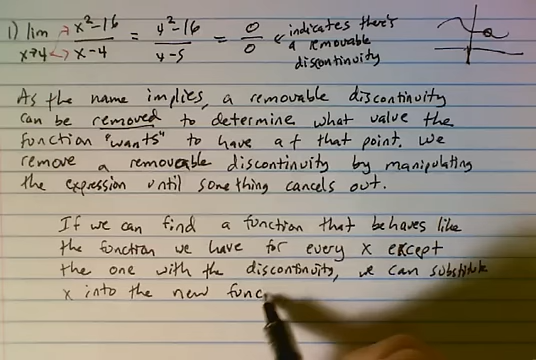 1) lim x→4 x²-16 / x-4 = 4²-16 / 4-5 = 0/0 ← indicates there's
a removable
discontinuity
As the name implies, a removable discontinuity
can be removed to determine what value the
function "wants" to have at that point. We
remove a removable discontinuity by manipulating
the expression until something cancels out.
If we can find a function that behaves like
the function we have for every x except
the one with the discontinuity, we can substitute
x into the new func